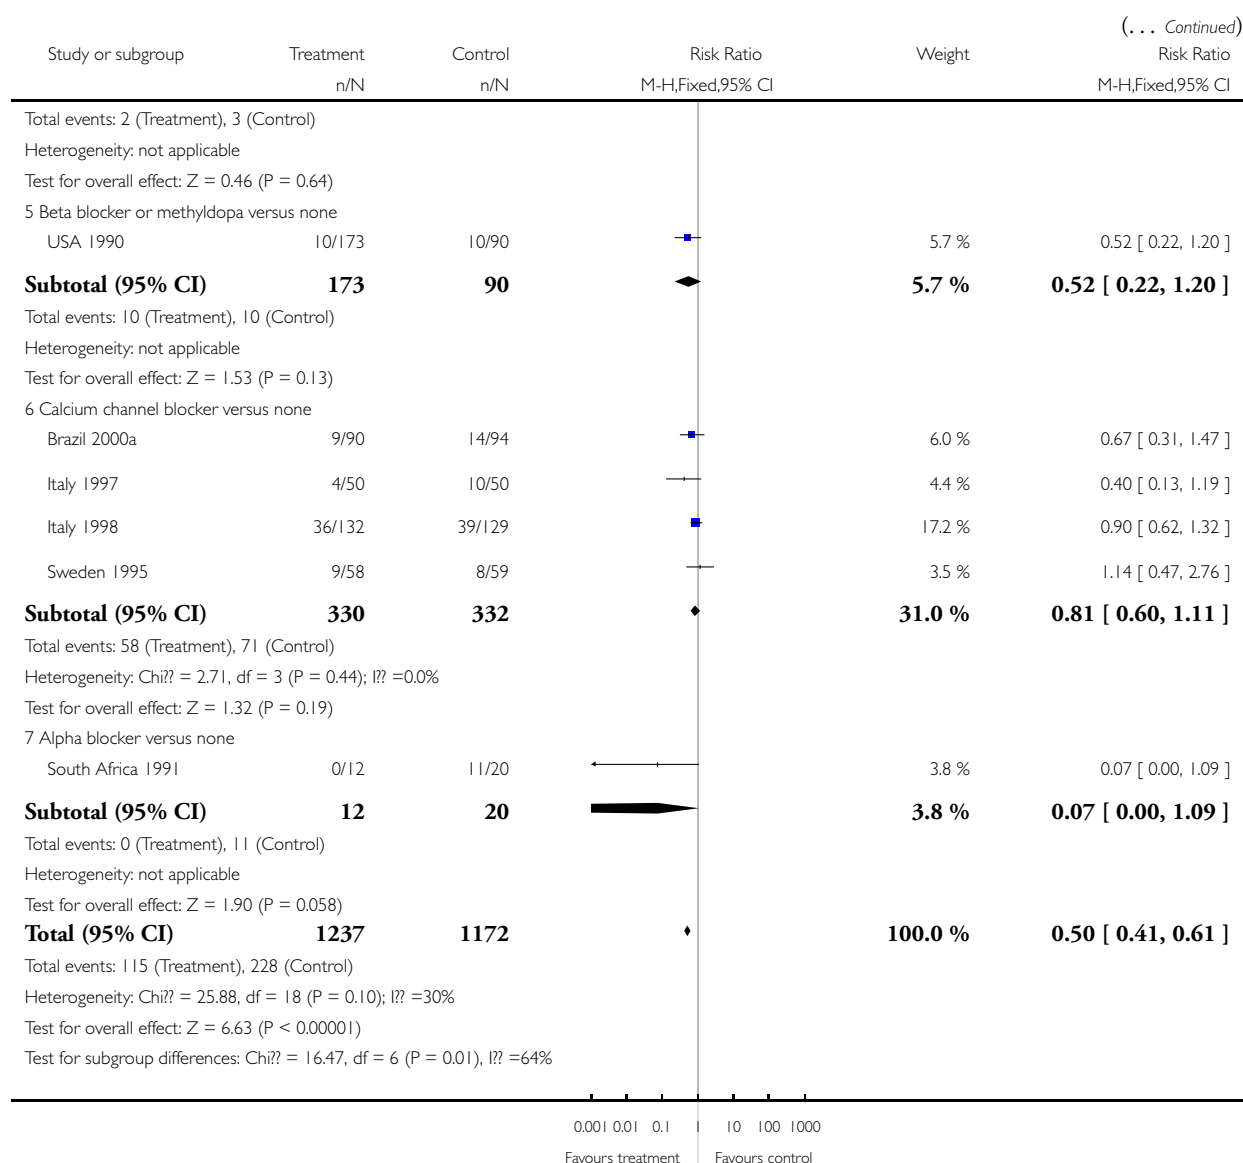 (... Continued)
Study or subgroup Treatment Control Risk Ratio Weight Risk Ratio
n/N n/N M-H,Fixed,95% CI M-H,Fixed,95% CI
Total events: 2 (Treatment), 3 (Control)
Heterogeneity: not applicable
Test for overall effect: Z = 0.46 (P = 0.64)
5 Beta blocker or methyldopa versus none
USA 1990 10/173 10/90 5.7 % 0.52 [ 0.22, 1.20 ]
Subtotal (95% CI) 173 90 5.7 % 0.52 [ 0.22, 1.20 ]
Total events: 10 (Treatment), 10 (Control)
Heterogeneity: not applicable
Test for overall effect: Z = 1.53 (P = 0.13)
6 Calcium channel blocker versus none
Brazil 2000a 9/90 14/94 6.0 % 0.67 [ 0.31, 1.47 ]
Italy 1997 4/50 10/50 4.4 % 0.40 [ 0.13, 1.19 ]
Italy 1998 36/132 39/129 17.2 % 0.90 [ 0.62, 1.32 ]
Sweden 1995 9/58 8/59 3.5 % 1.14 [ 0.47, 2.76 ]
Subtotal (95% CI) 330 332 31.0 % 0.81 [ 0.60, 1.11 ]
Total events: 58 (Treatment), 71 (Control)
Heterogeneity: Chi?? = 2.71, df = 3 (P = 0.44); I?? =0.0%
Test for overall effect: Z = 1.32 (P = 0.19)
7 Alpha blocker versus none
South Africa 1991 0/12 11/20 3.8 % 0.07 [ 0.00, 1.09 ]
Subtotal (95% CI) 12 20 3.8 % 0.07 [ 0.00, 1.09 ]
Total events: 0 (Treatment), 11 (Control)
Heterogeneity: not applicable
Test for overall effect: Z = 1.90 (P = 0.058)
Total (95% CI) 1237 1172 100.0 % 0.50 [ 0.41, 0.61 ]
Total events: 115 (Treatment), 228 (Control)
Heterogeneity: Chi?? = 25.88, df = 18 (P = 0.10); I?? =30%
Test for overall effect: Z = 6.63 (P < 0.00001)
Test for subgroup differences: Chi?? = 16.47, df = 6 (P = 0.01), I?? =64%
0.001 0.01 0.1 1 10 100 1000
Favours treatment Favours control